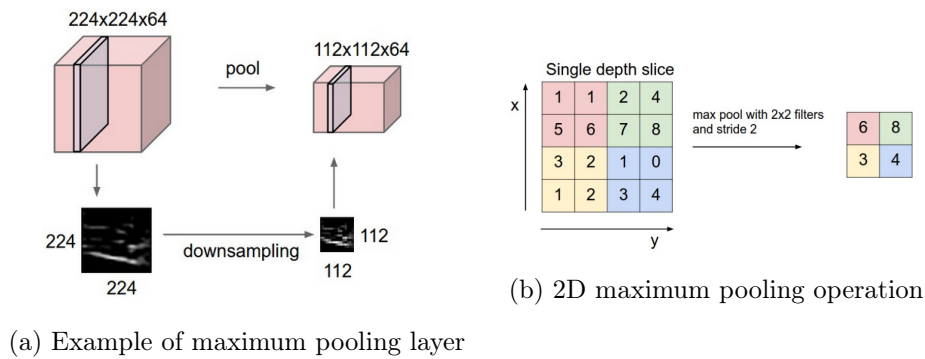 224x224x64
pool
112x112x64
224
224
downsampling
112
112
(a) Example of maximum pooling layer
Single depth slice
x
1 1 2 4
5 6 7 8
3 2 1 0
1 2 3 4
y
max pool with 2x2 filters
and stride 2
6 8
3 4
(b) 2D maximum pooling operation